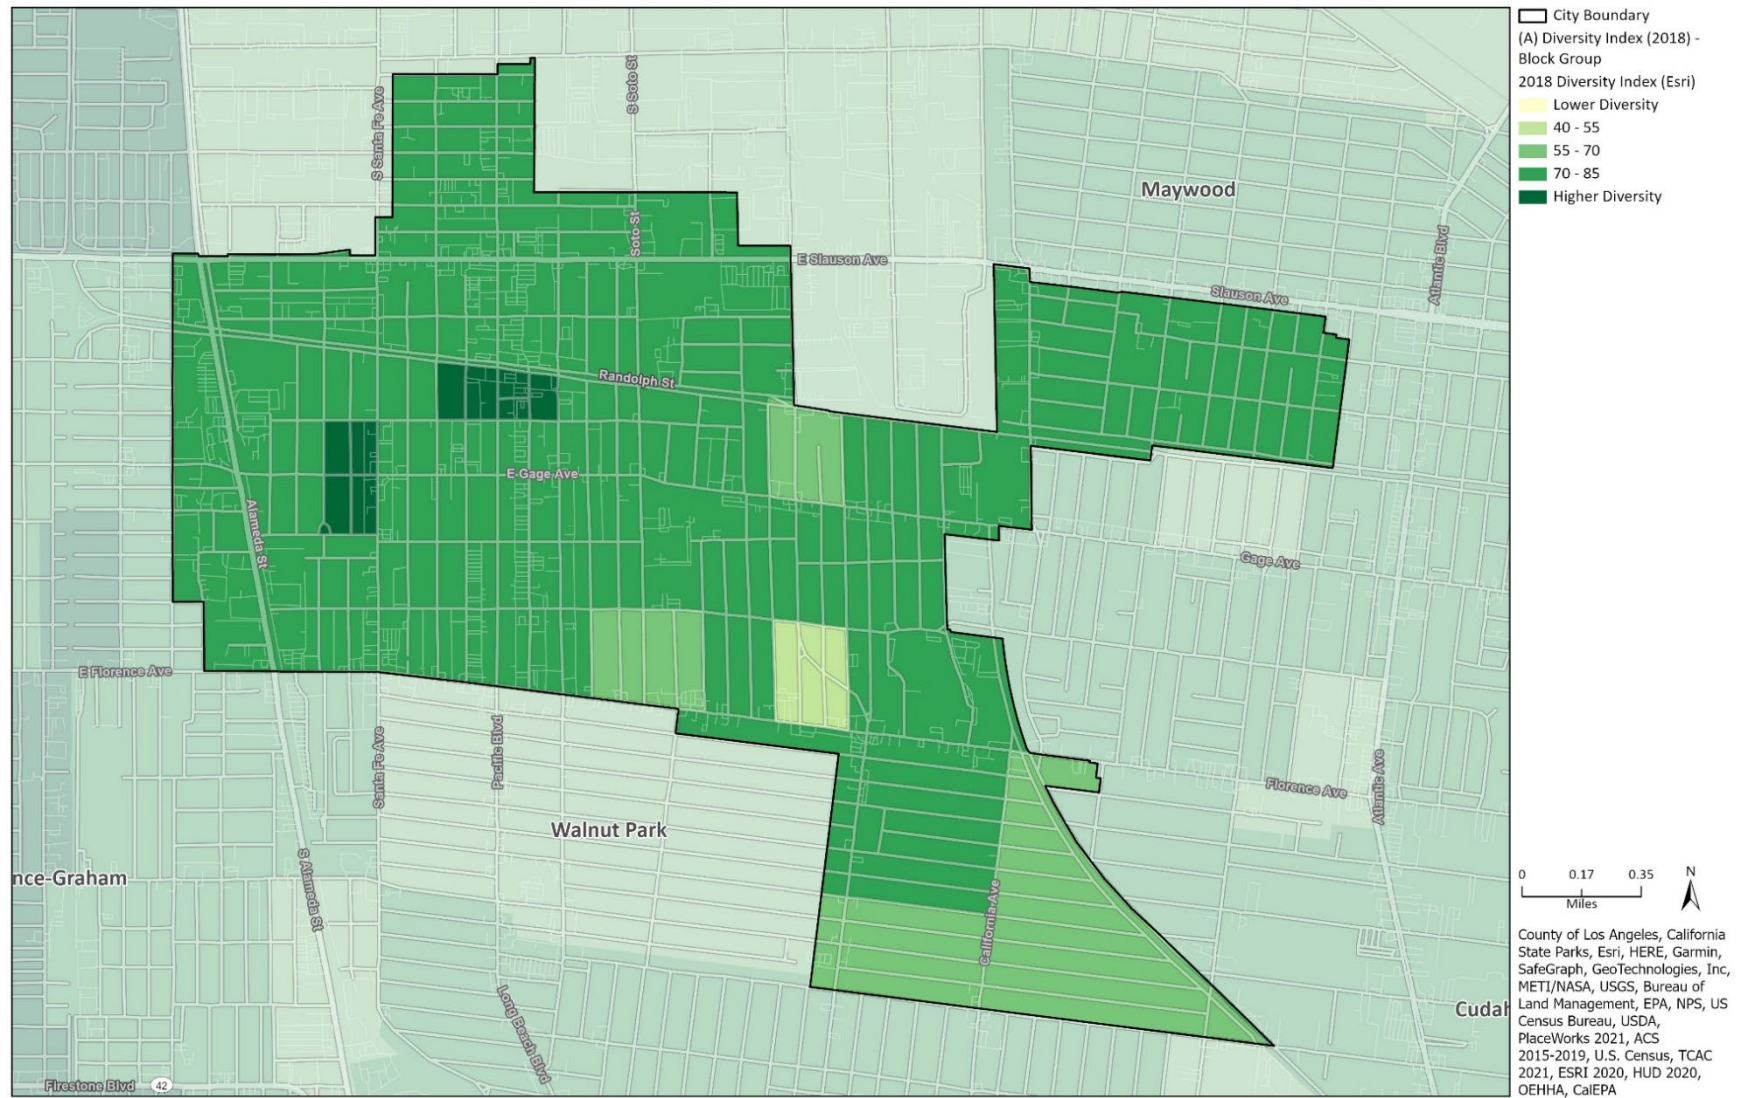 S Santa Fe Ave
S Soto St
Maywood
Soto St
E Slauson Ave
Slauson Ave
Atlantic Blvd
Randolph St
E Gage Ave
Alameda St
Gage Ave
E Florence Ave
Santa Fe Ave
Pacific Blvd
Florence Ave
Atlantic Ave
Walnut Park
nce-Graham
S Alameda St
California Ave
Long Beach Blvd
Cudah
Firestone Blvd 42
City Boundary
(A) Diversity Index (2018) -
Block Group
2018 Diversity Index (Esri)
Lower Diversity
40 - 55
55 - 70
70 - 85
Higher Diversity
0 0.17 0.35
Miles
N
County of Los Angeles, California
State Parks, Esri, HERE, Garmin,
SafeGraph, GeoTechnologies, Inc,
METI/NASA, USGS, Bureau of
Land Management, EPA, NPS, US
Census Bureau, USDA,
PlaceWorks 2021, ACS
2015-2019, U.S. Census, TCAC
2021, ESRI 2020, HUD 2020,
OEHHA, CalEPA